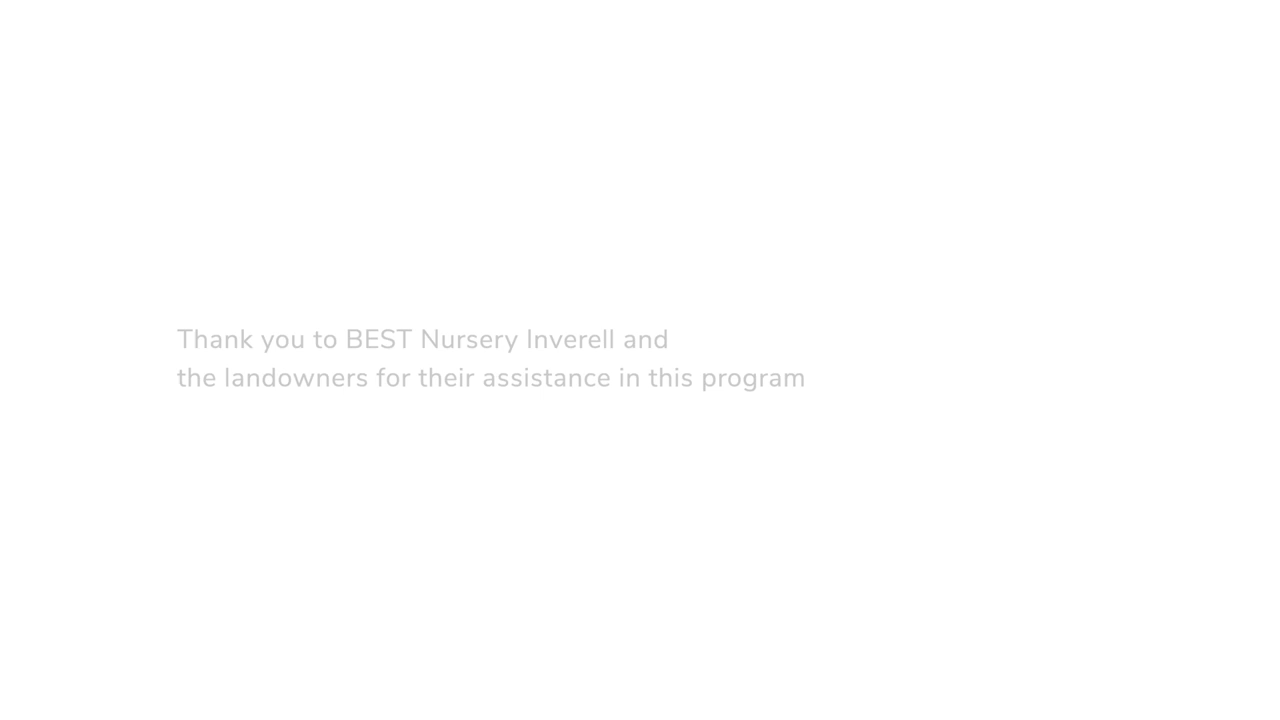 Thank you to BEST Nursery Inverell and
the landowners for their assistance in this program